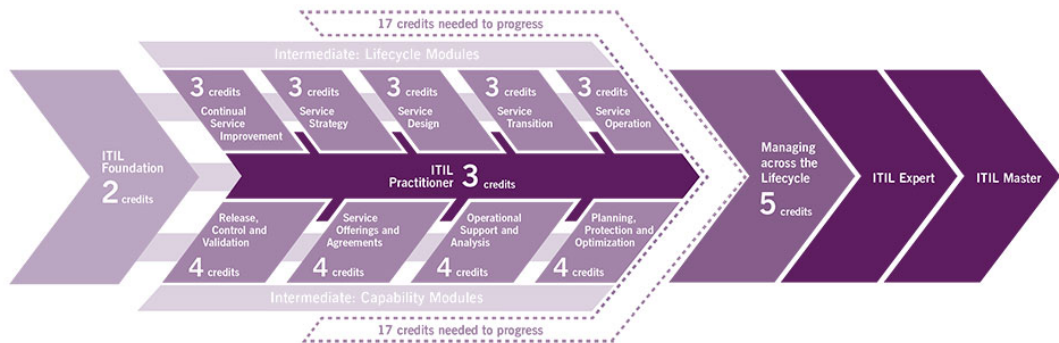 17 credits needed to progress
Intermediate: Lifecycle Modules
3
credits
Continual
Service
Improvement
3
credits
Service
Strategy
3
credits
Service
Design
3
credits
Service
Transition
3
credits
Service
Operation
ITIL
Foundation
2
credits
ITIL
Practitioner 3 credits
Release,
Control and
Validation
4 credits
Service
Offerings and
Agreements
4 credits
Operational
Support and
Analysis
4 credits
Planning,
Protection and
Optimization
4 credits
Intermediate: Capability Modules
17 credits needed to progress
Managing
across the
Lifecycle
5
credits
ITIL Expert
ITIL Master